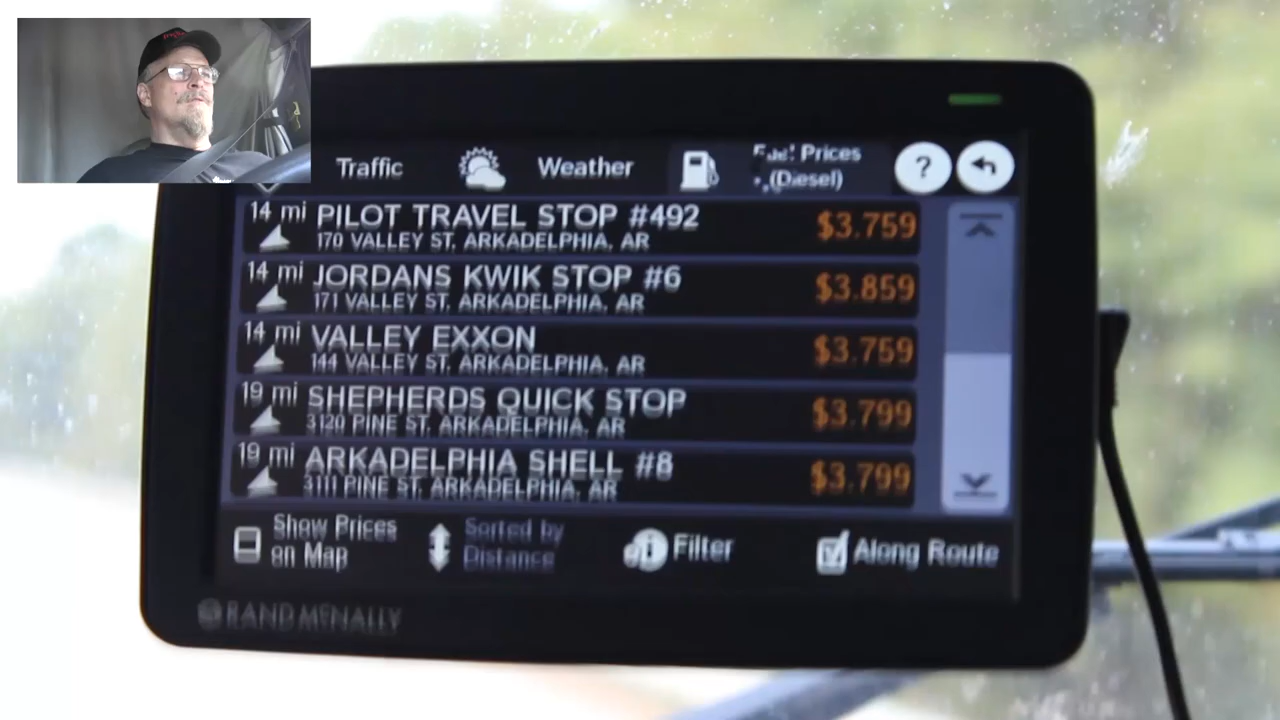 Traffic
Weather
Fuel Prices
(Diesel)
?
14 mi PILOT TRAVEL STOP #492 $3.759
170 VALLEY ST, ARKADELPHIA, AR
14 mi JORDANS KWIK STOP #6 $3.859
171 VALLEY ST, ARKADELPHIA, AR
14 mi VALLEY EXXON $3.759
144 VALLEY ST, ARKADELPHIA, AR
19 mi SHEPHERDS QUICK STOP $3.799
3120 PINE ST, ARKADELPHIA, AR
19 mi ARKADELPHIA SHELL #8 $3.799
3111 PINE ST, ARKADELPHIA, AR
Show Prices
on Map
Sorted by
Distance
Filter
Along Route
RAND MCNALLY